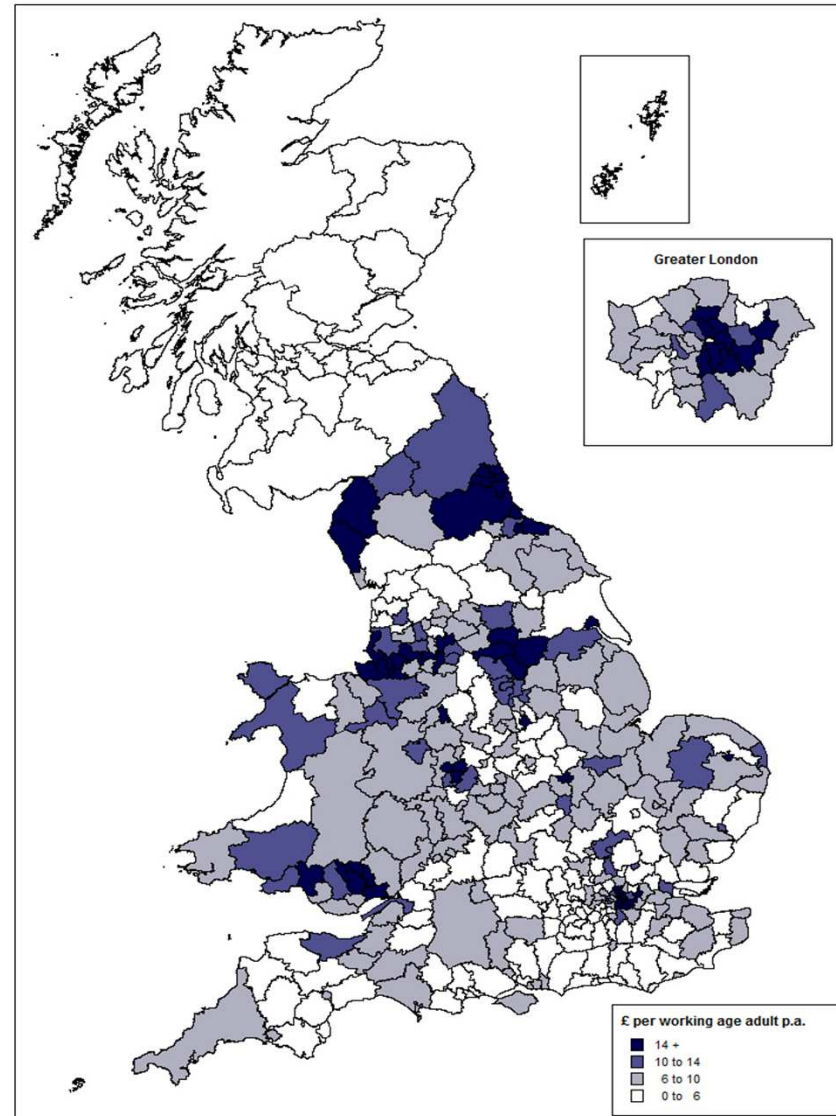 Greater London
£ per working age adult p.a.
14 +
10 to 14
6 to 10
0 to 6